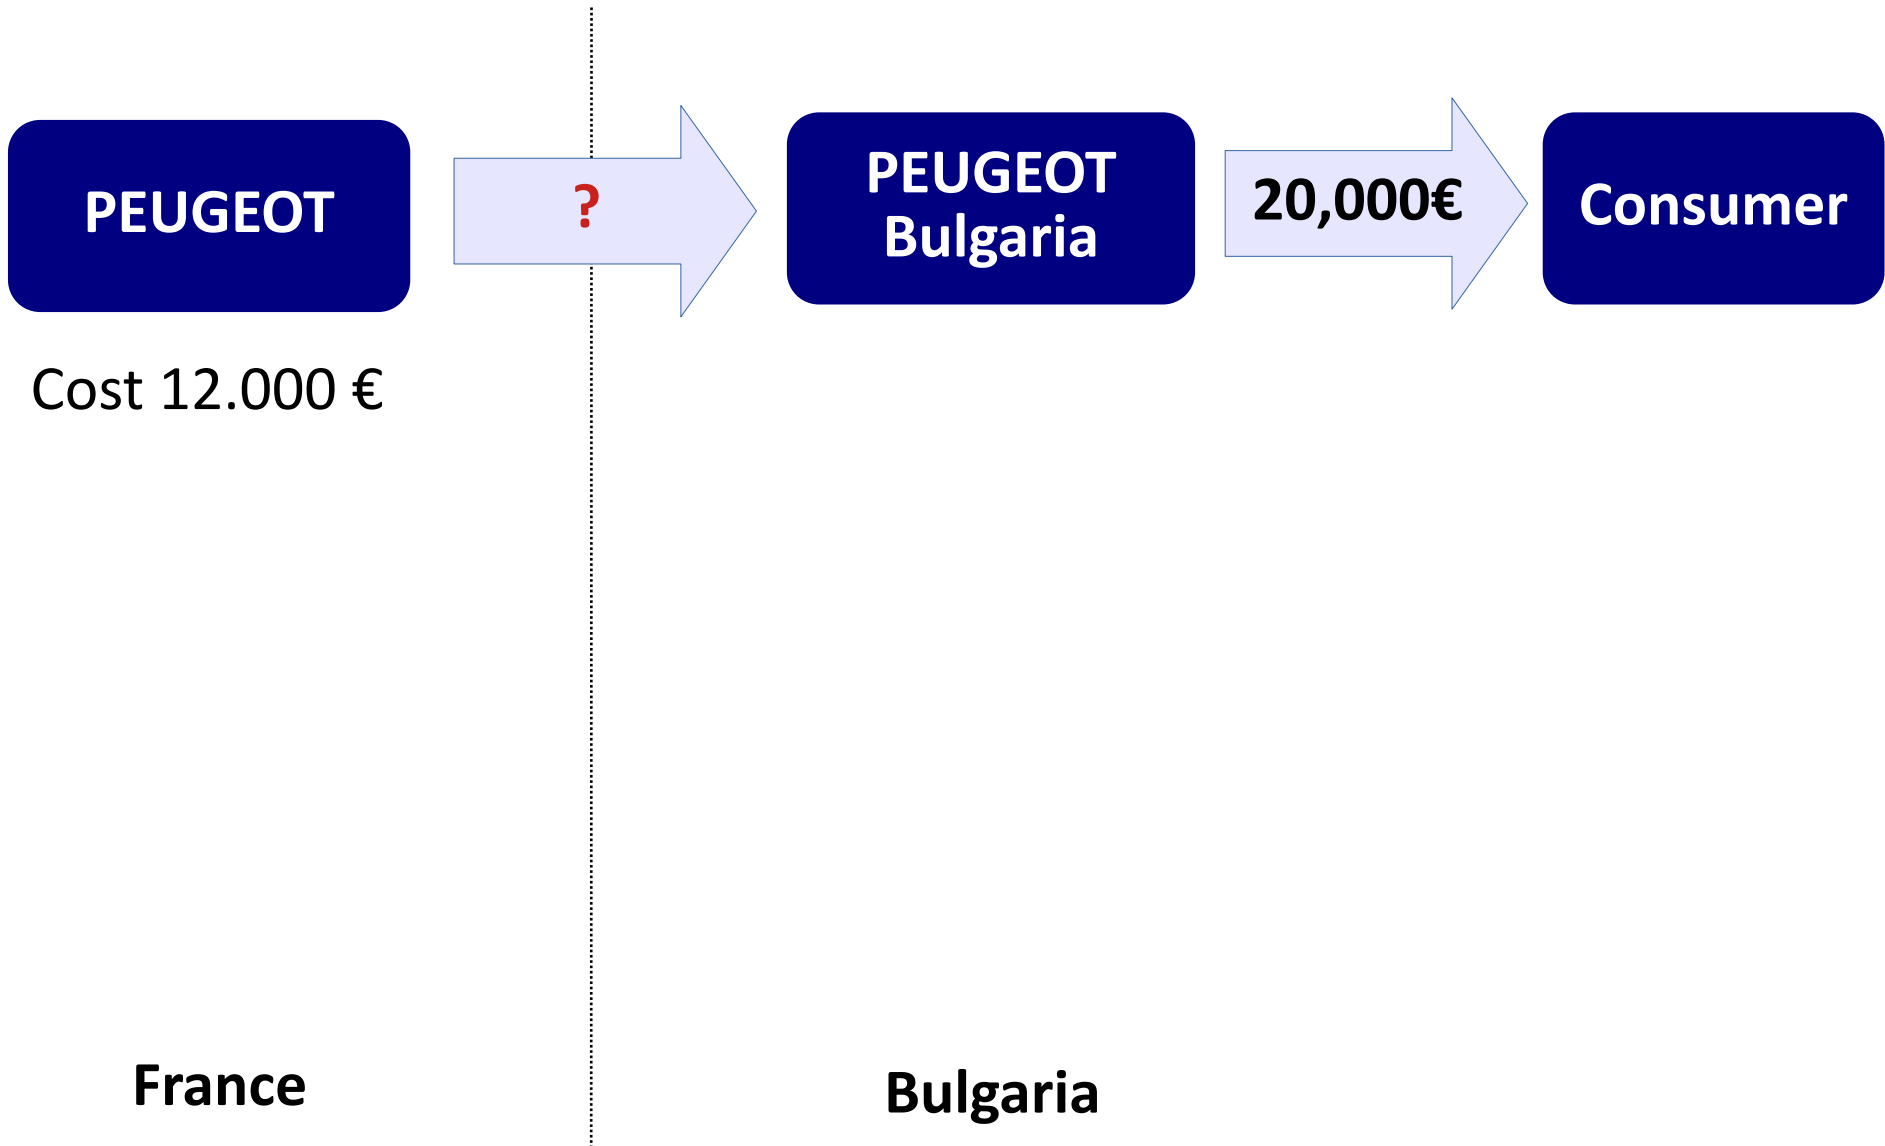 PEUGEOT
?
PEUGEOT
Bulgaria
20,000€
Consumer
Cost 12.000 €
France
Bulgaria